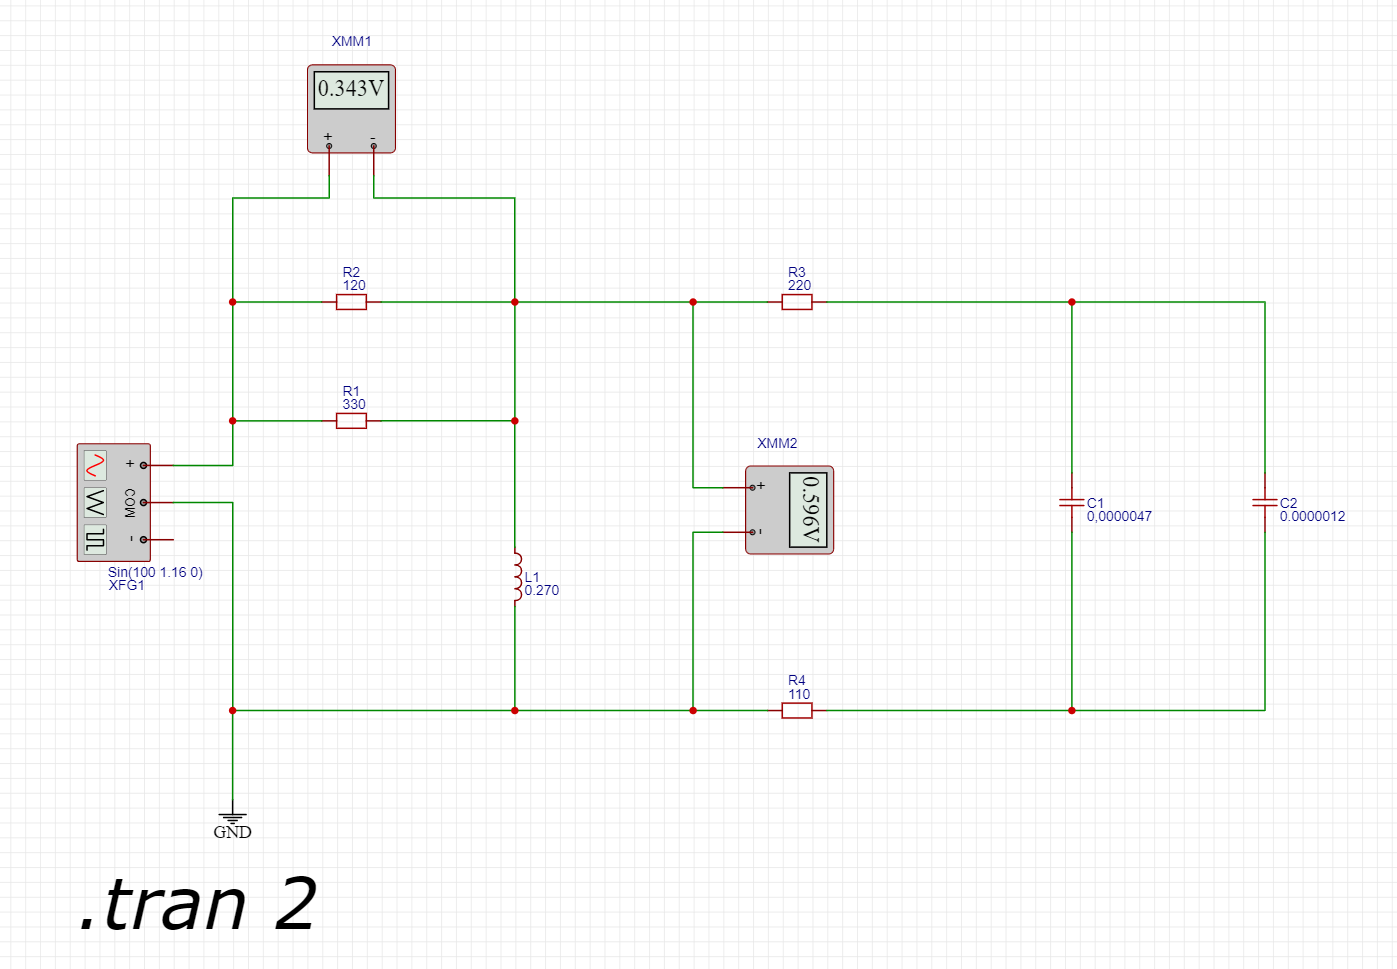 XMM1
0.343V
+ -
R2
120
R3
220
R1
330
XMM2
+
COM
-
+
-
0.596V
C1
0,0000047
C2
0.0000012
Sin(100 1.16 0)
XFG1
L1
0.270
R4
110
GND
.tran 2